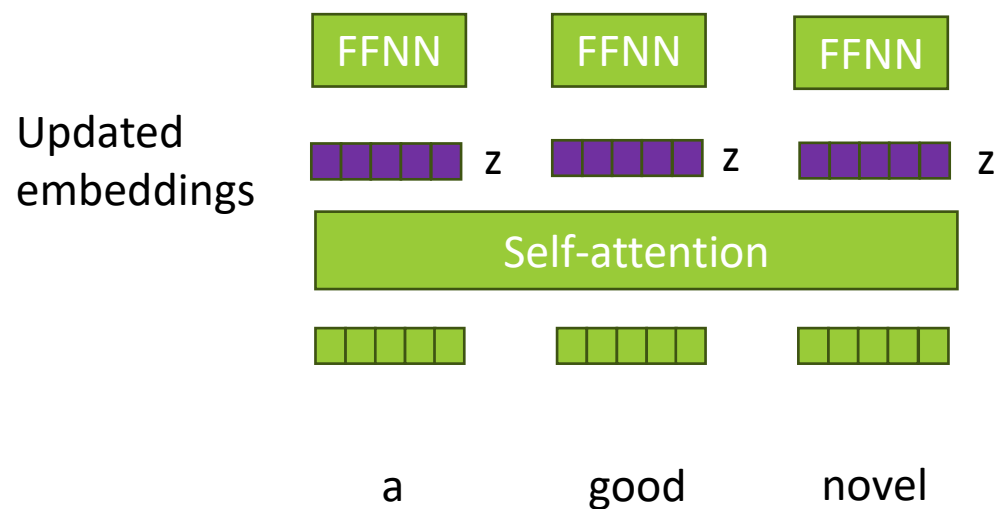 FFNN FFNN FFNN
Updated
embeddings
z z z
Self-attention
a good novel